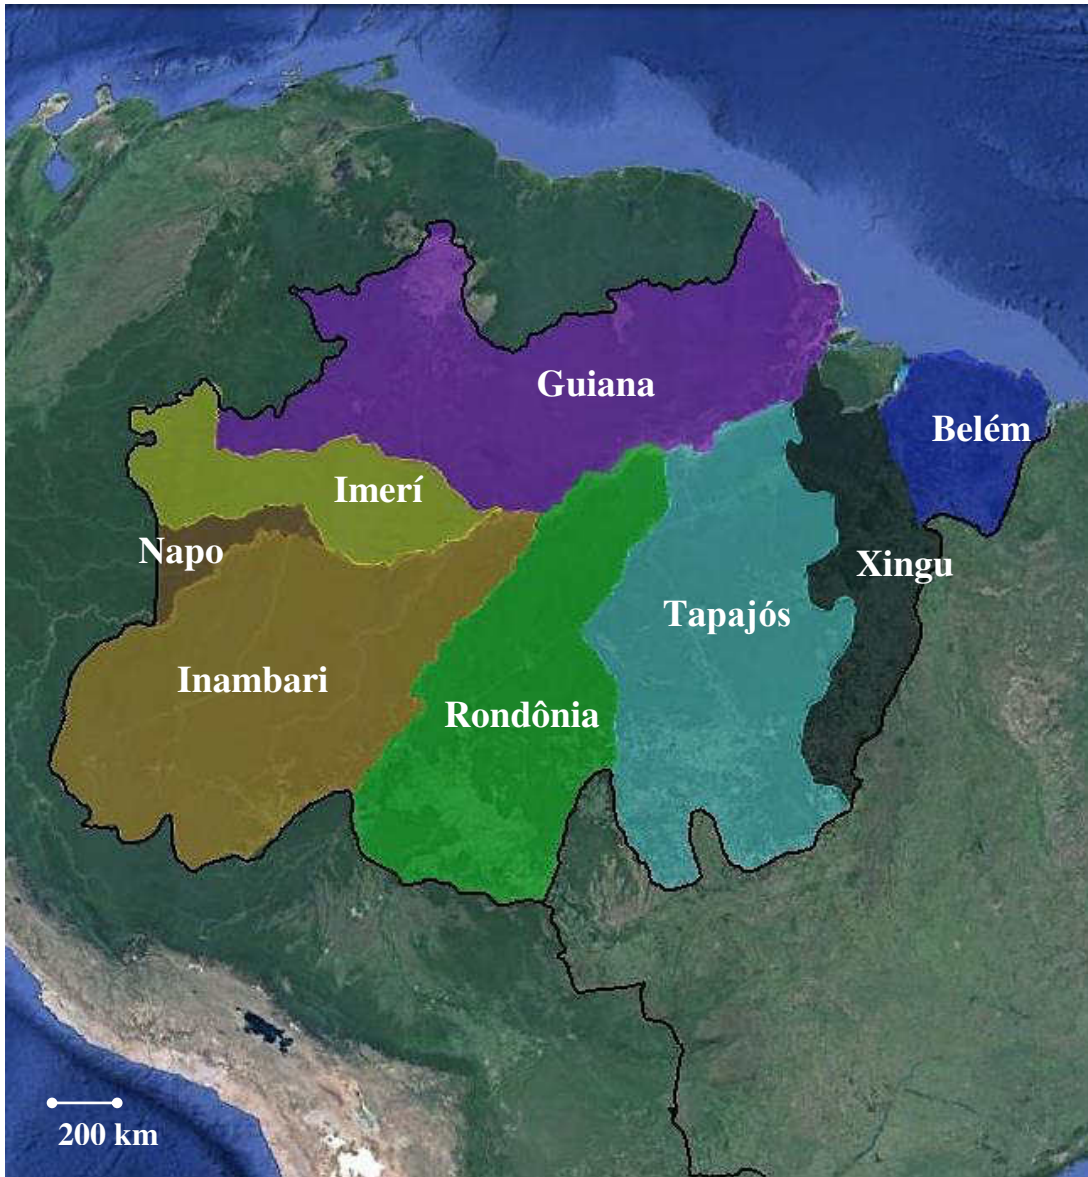 Guiana
Belém
Imerí
Napo
Xingu
Tapajós
Inambari
Rondônia
200 km